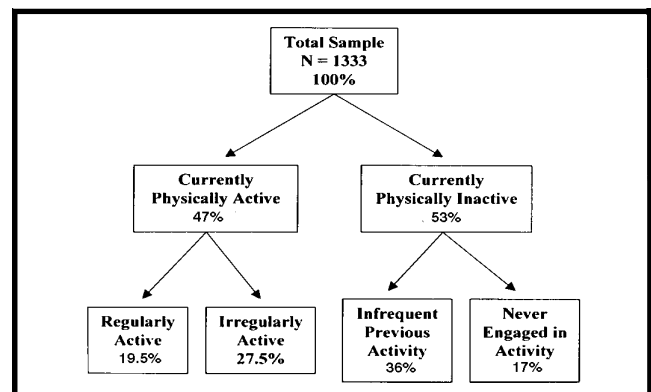 Total Sample
N = 1333
100%
Currently
Physically Active
47%
Currently
Physically Inactive
53%
Regularly
Active
19.5%
Irregularly
Active
27.5%
Infrequent
Previous
Activity
36%
Never
Engaged in
Activity
17%